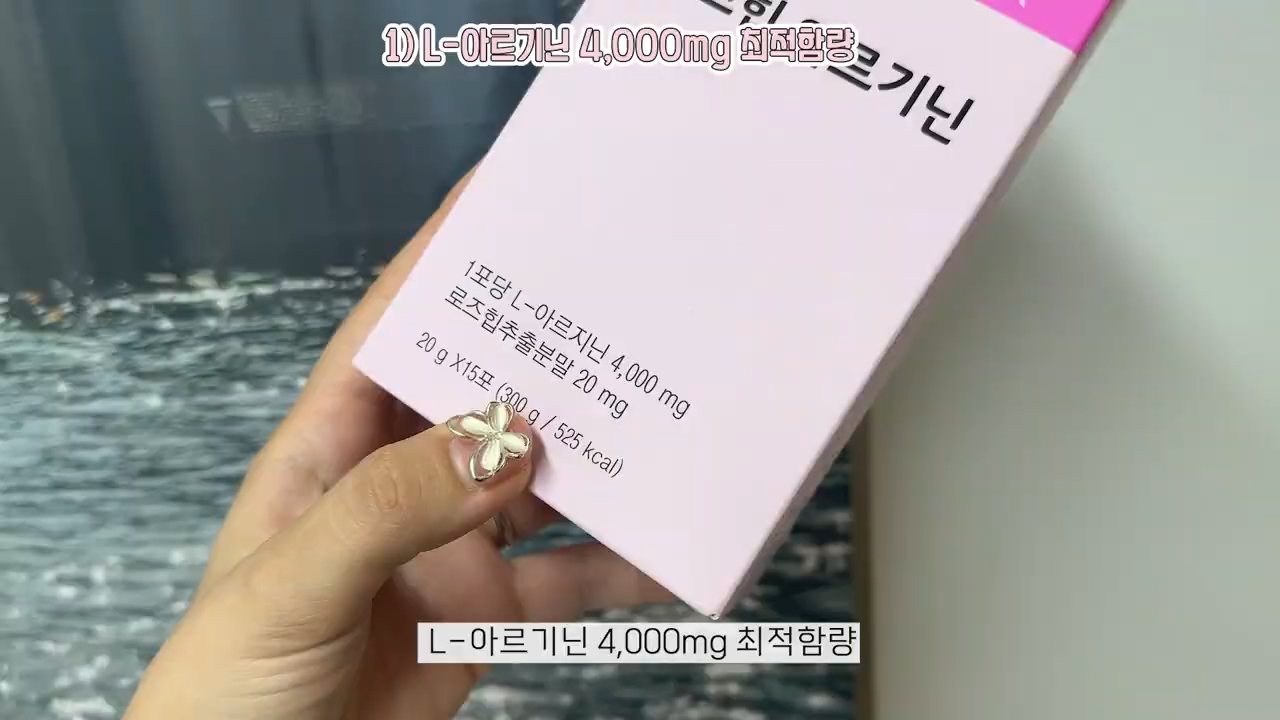 1) L-아르기닌 4,000mg 최적함량
아르기닌
1포당 L-아르지닌 4,000 mg
로즈힙추출분말 20 mg
20 g X15포 (300 g / 525 kcal)
L-아르기닌 4,000mg 최적함량